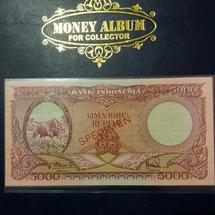 MONEY ALBUM
FOR COLLECTOR
BANK INDONESIA
5000
LIMA RIBU
RUPIAH
SPECIMEN
5000
5000